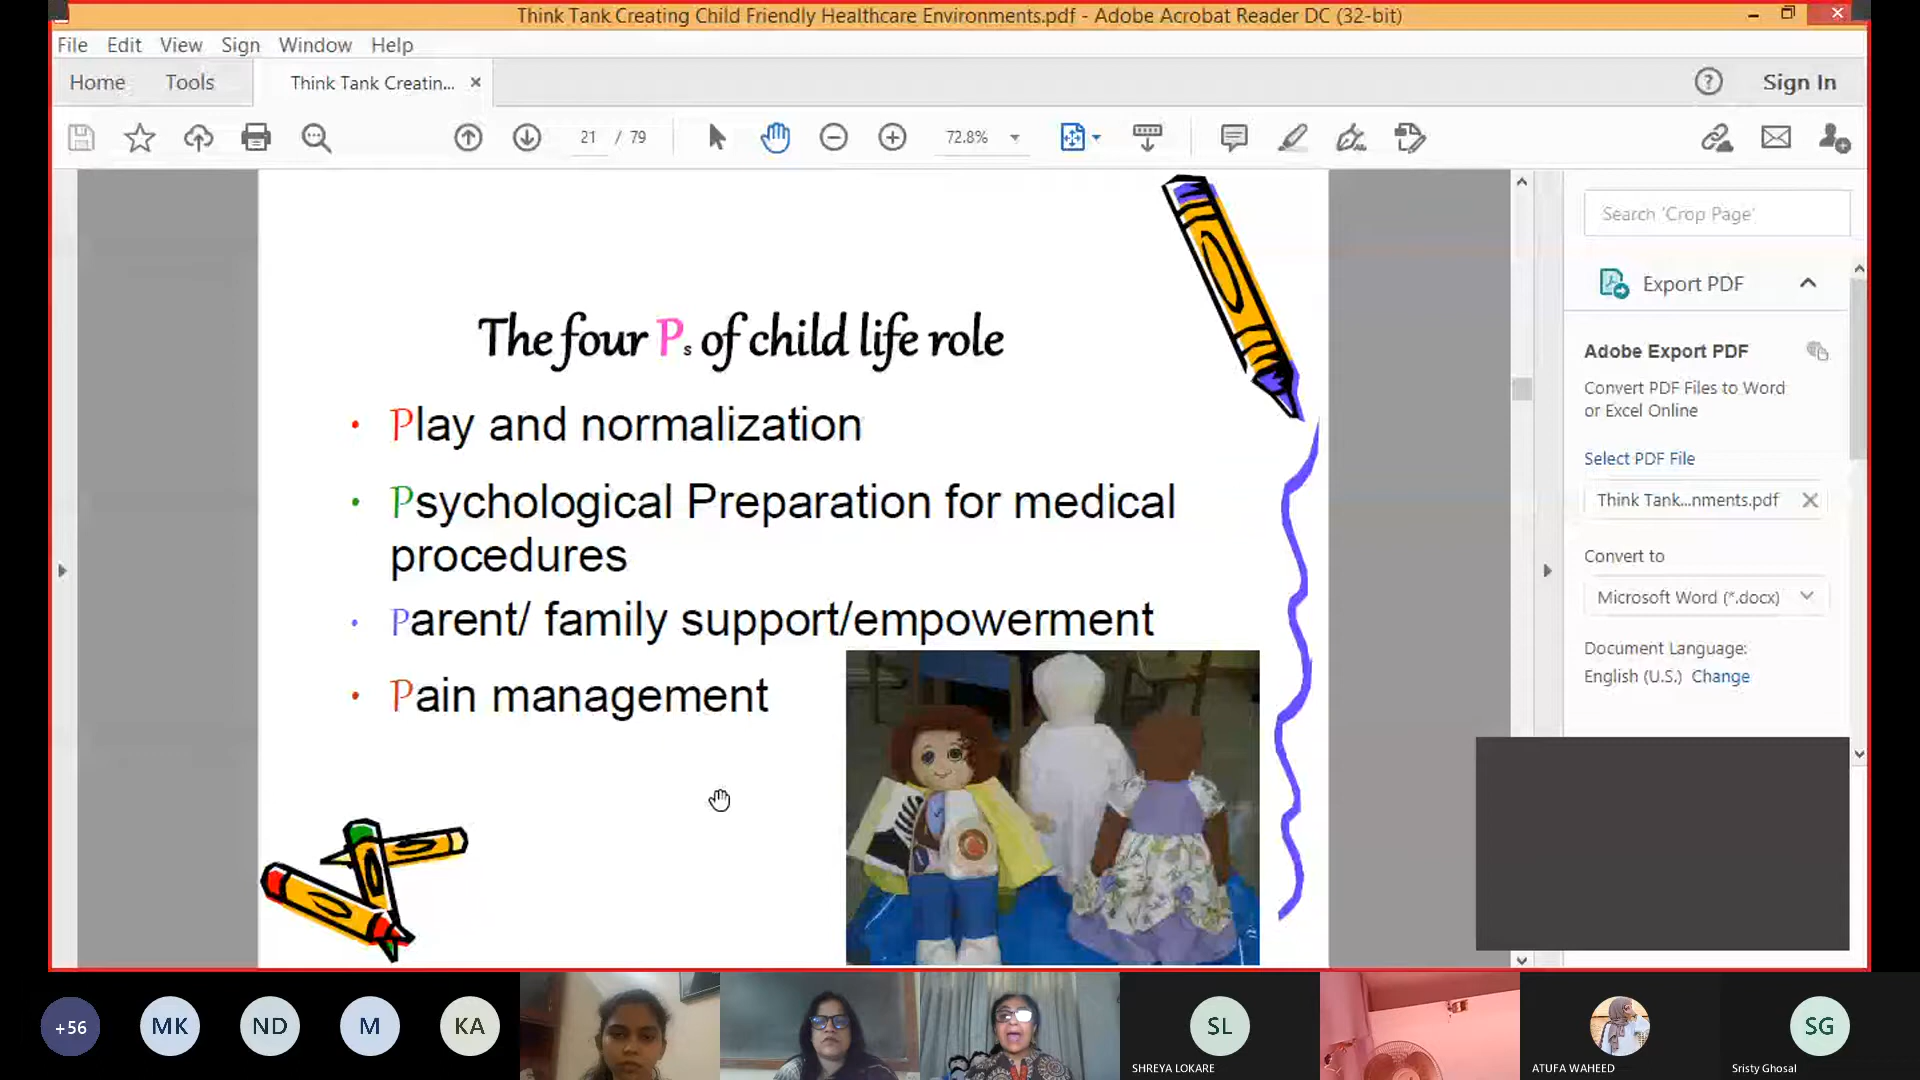 Think Tank Creating Child Friendly Healthcare Environments.pdf - Adobe Acrobat Reader DC (32-bit)
File Edit View Sign Window Help
Home Tools Think Tank Creatin... × Sign In
21 / 79 72.8%
Search 'Crop Page'
Export PDF
Adobe Export PDF
Convert PDF Files to Word
or Excel Online
Select PDF File
Think Tank...nments.pdf
Convert to
Microsoft Word (*.docx)
Document Language:
English (U.S.) Change
The four Ps of child life role
• Play and normalization
• Psychological Preparation for medical
procedures
• Parent/ family support/empowerment
• Pain management
+56 MK ND M KA SL SG
SHREYA LOKARE ATUFA WAHEED Sristy Ghosal